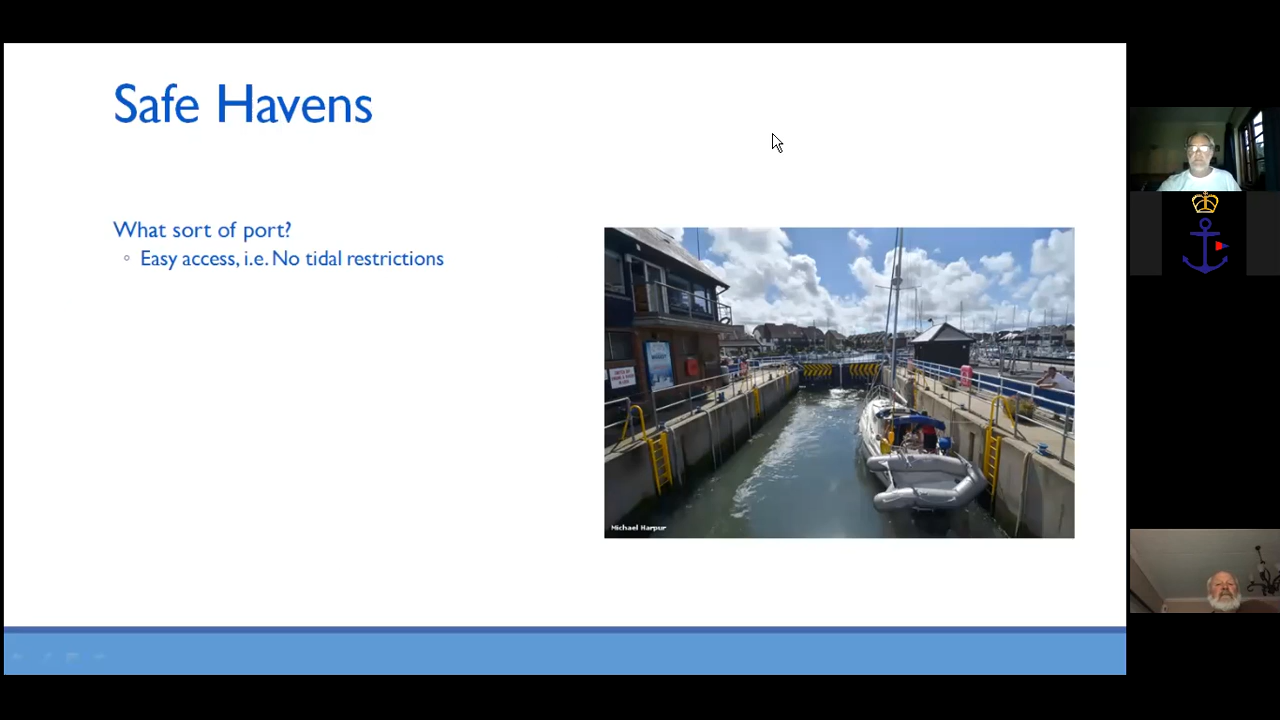 Safe Havens
What sort of port?
Easy access, i.e. No tidal restrictions
Michael Harpur